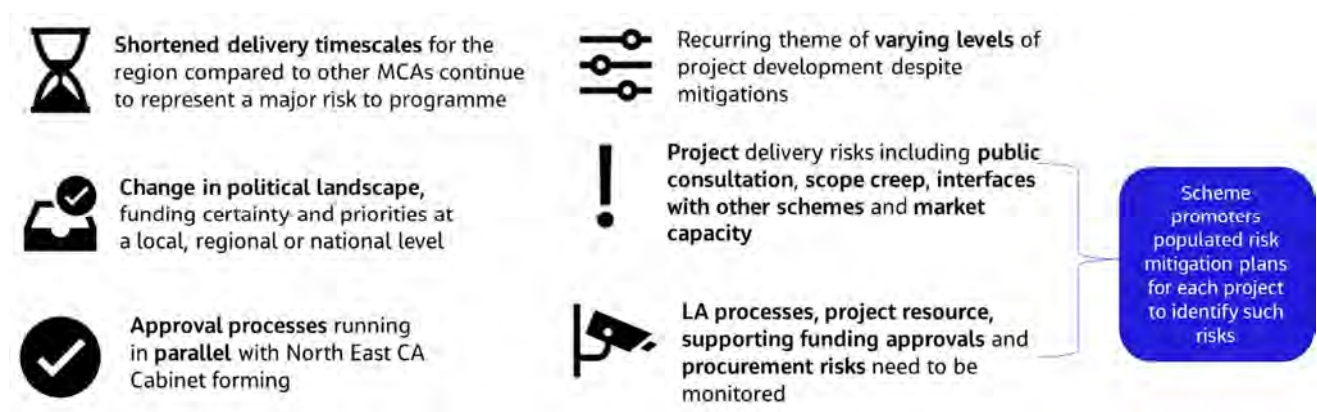 Shortened delivery timescales for the
region compared to other MCAs continue
to represent a major risk to programme
Change in political landscape,
funding certainty and priorities at
a local, regional or national level
Approval processes running
in parallel with North East CA
Cabinet forming
Recurring theme of varying levels of
project development despite
mitigations
Project delivery risks including public
consultation, scope creep, interfaces
with other schemes and market
capacity
LA processes, project resource,
supporting funding approvals and
procurement risks need to be
monitored
Scheme
promoters
populated risk
mitigation plans
for each project
to identify such
risks